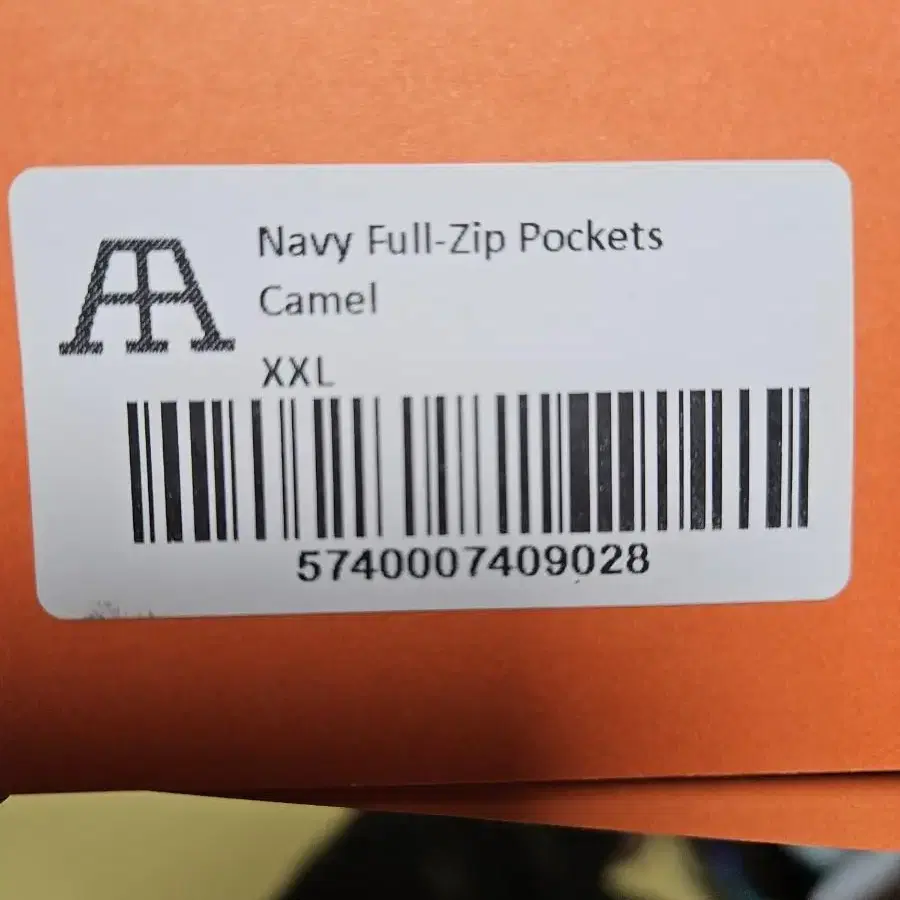 Navy Full-Zip Pockets
Camel
XXL
5740007409028